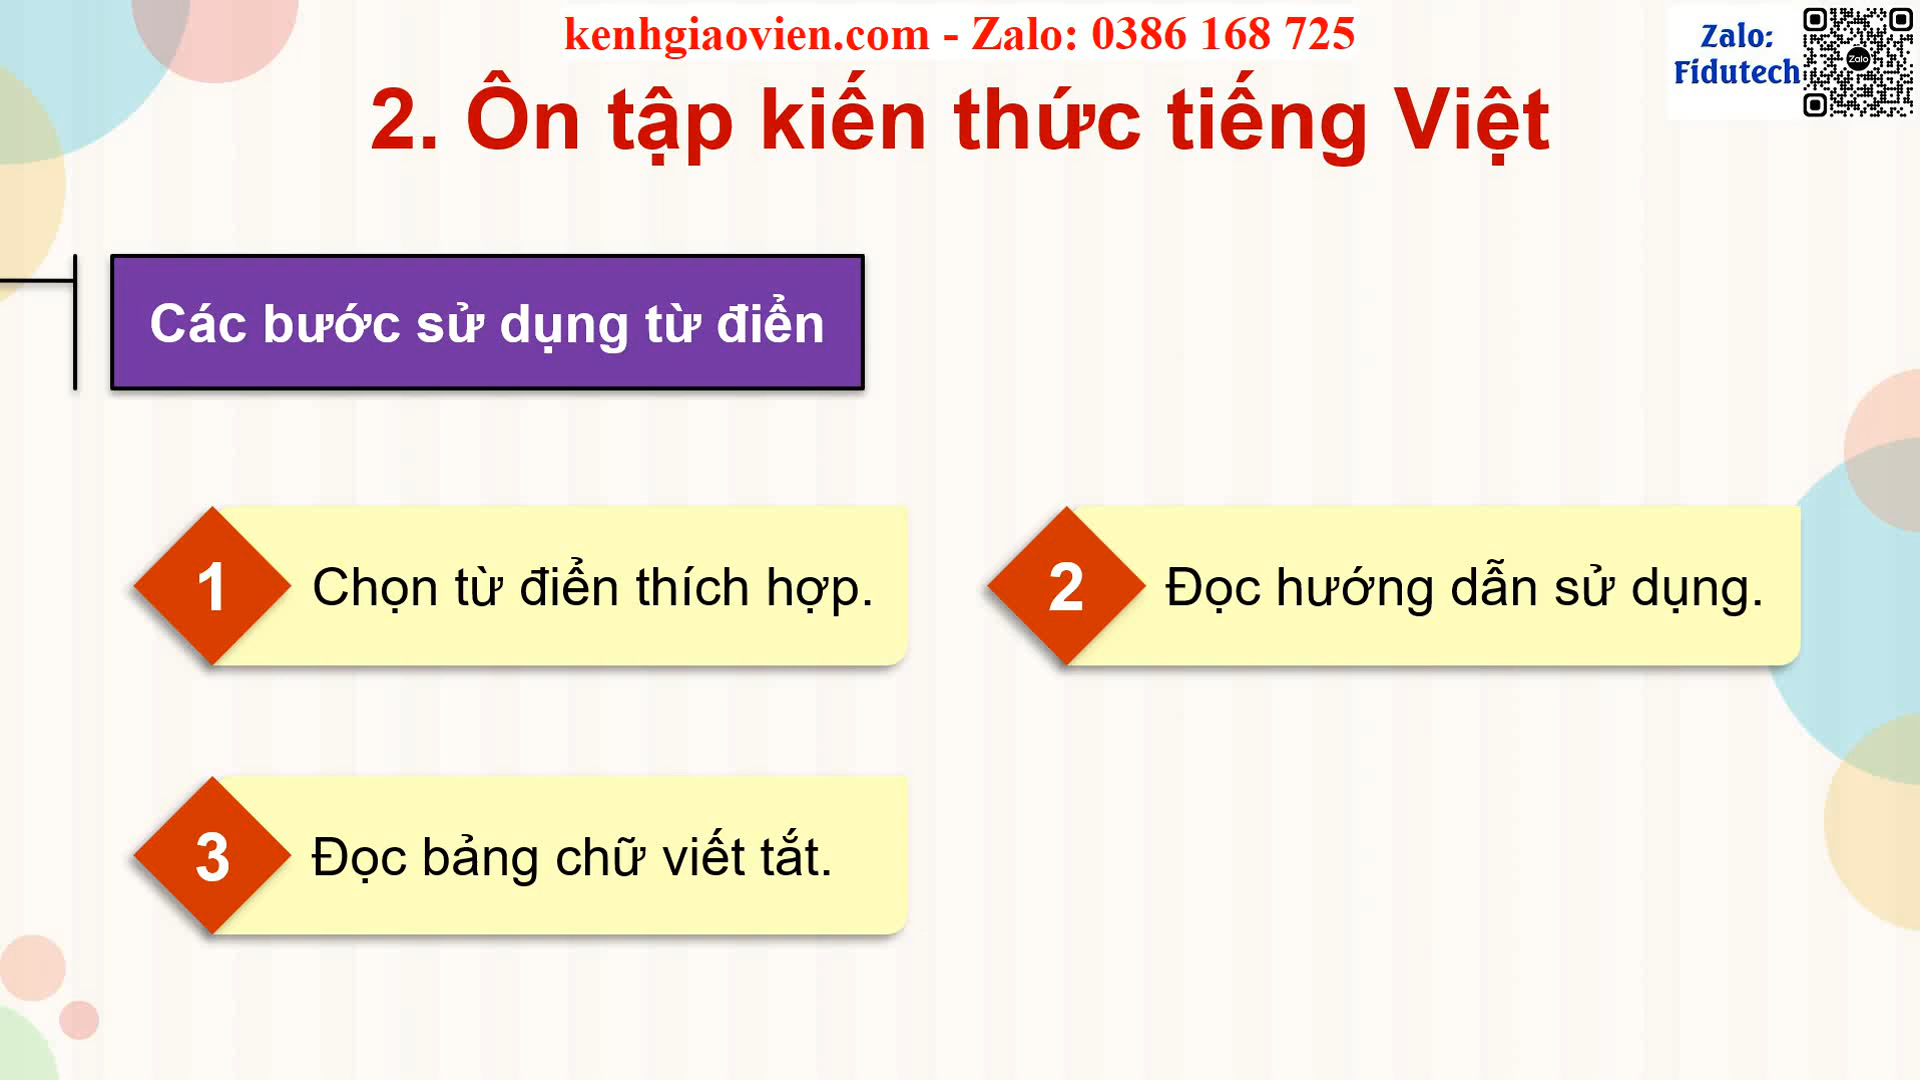 kenhgiaovien.com - Zalo: 0386 168 725
Zalo:
Fidutech
Zalo
2. Ôn tập kiến thức tiếng Việt
Các bước sử dụng từ điển
1 Chọn từ điển thích hợp.
2 Đọc hướng dẫn sử dụng.
3 Đọc bảng chữ viết tắt.